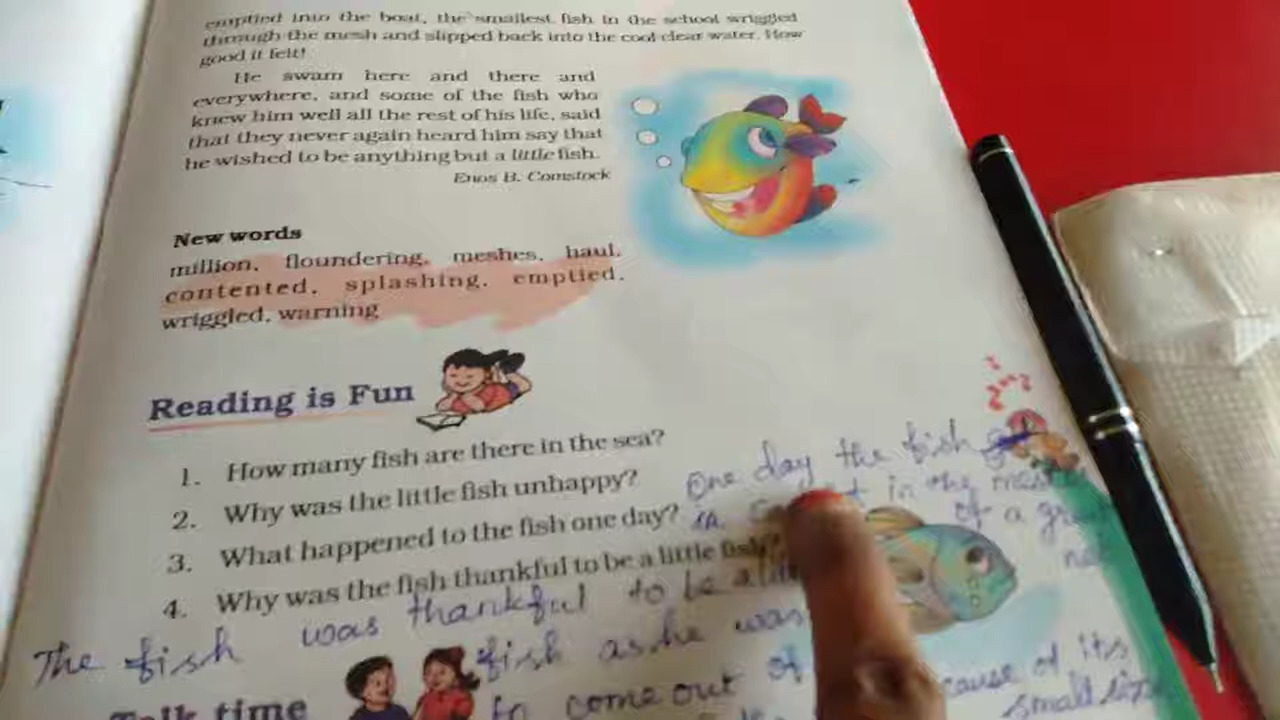 emptied into the boat, the smallest fish in the school wriggled
through the mesh and slipped back into the cool clear water. How
good it felt!
He swam here and there and
everywhere, and some of the fish who
knew him well all the rest of his life, said
that they never again heard him say that
he wished to be anything but a little fish.
Enos B. Comstock
New words
million, floundering, meshes, haul,
contented, splashing, emptied,
wriggled, warning
Reading is Fun
1. How many fish are there in the sea?
2. Why was the little fish unhappy?
3. What happened to the fish one day?
4. Why was the fish thankful to be a little fish?
One day the fish
in the
of a
The fish was thankful to be a
fish as he was
to come out of cause of its
small size
Talk time